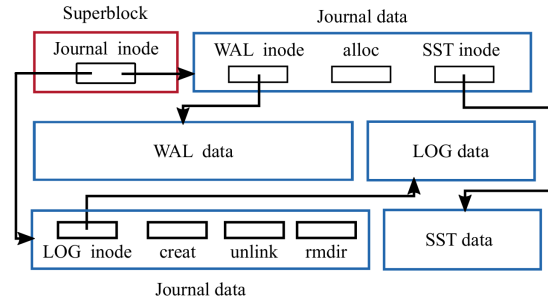 Superblock
Journal data
Journal inode
WAL inode
alloc
SST inode
WAL data
LOG data
LOG inode
creat
unlink
rmdir
SST data
Journal data